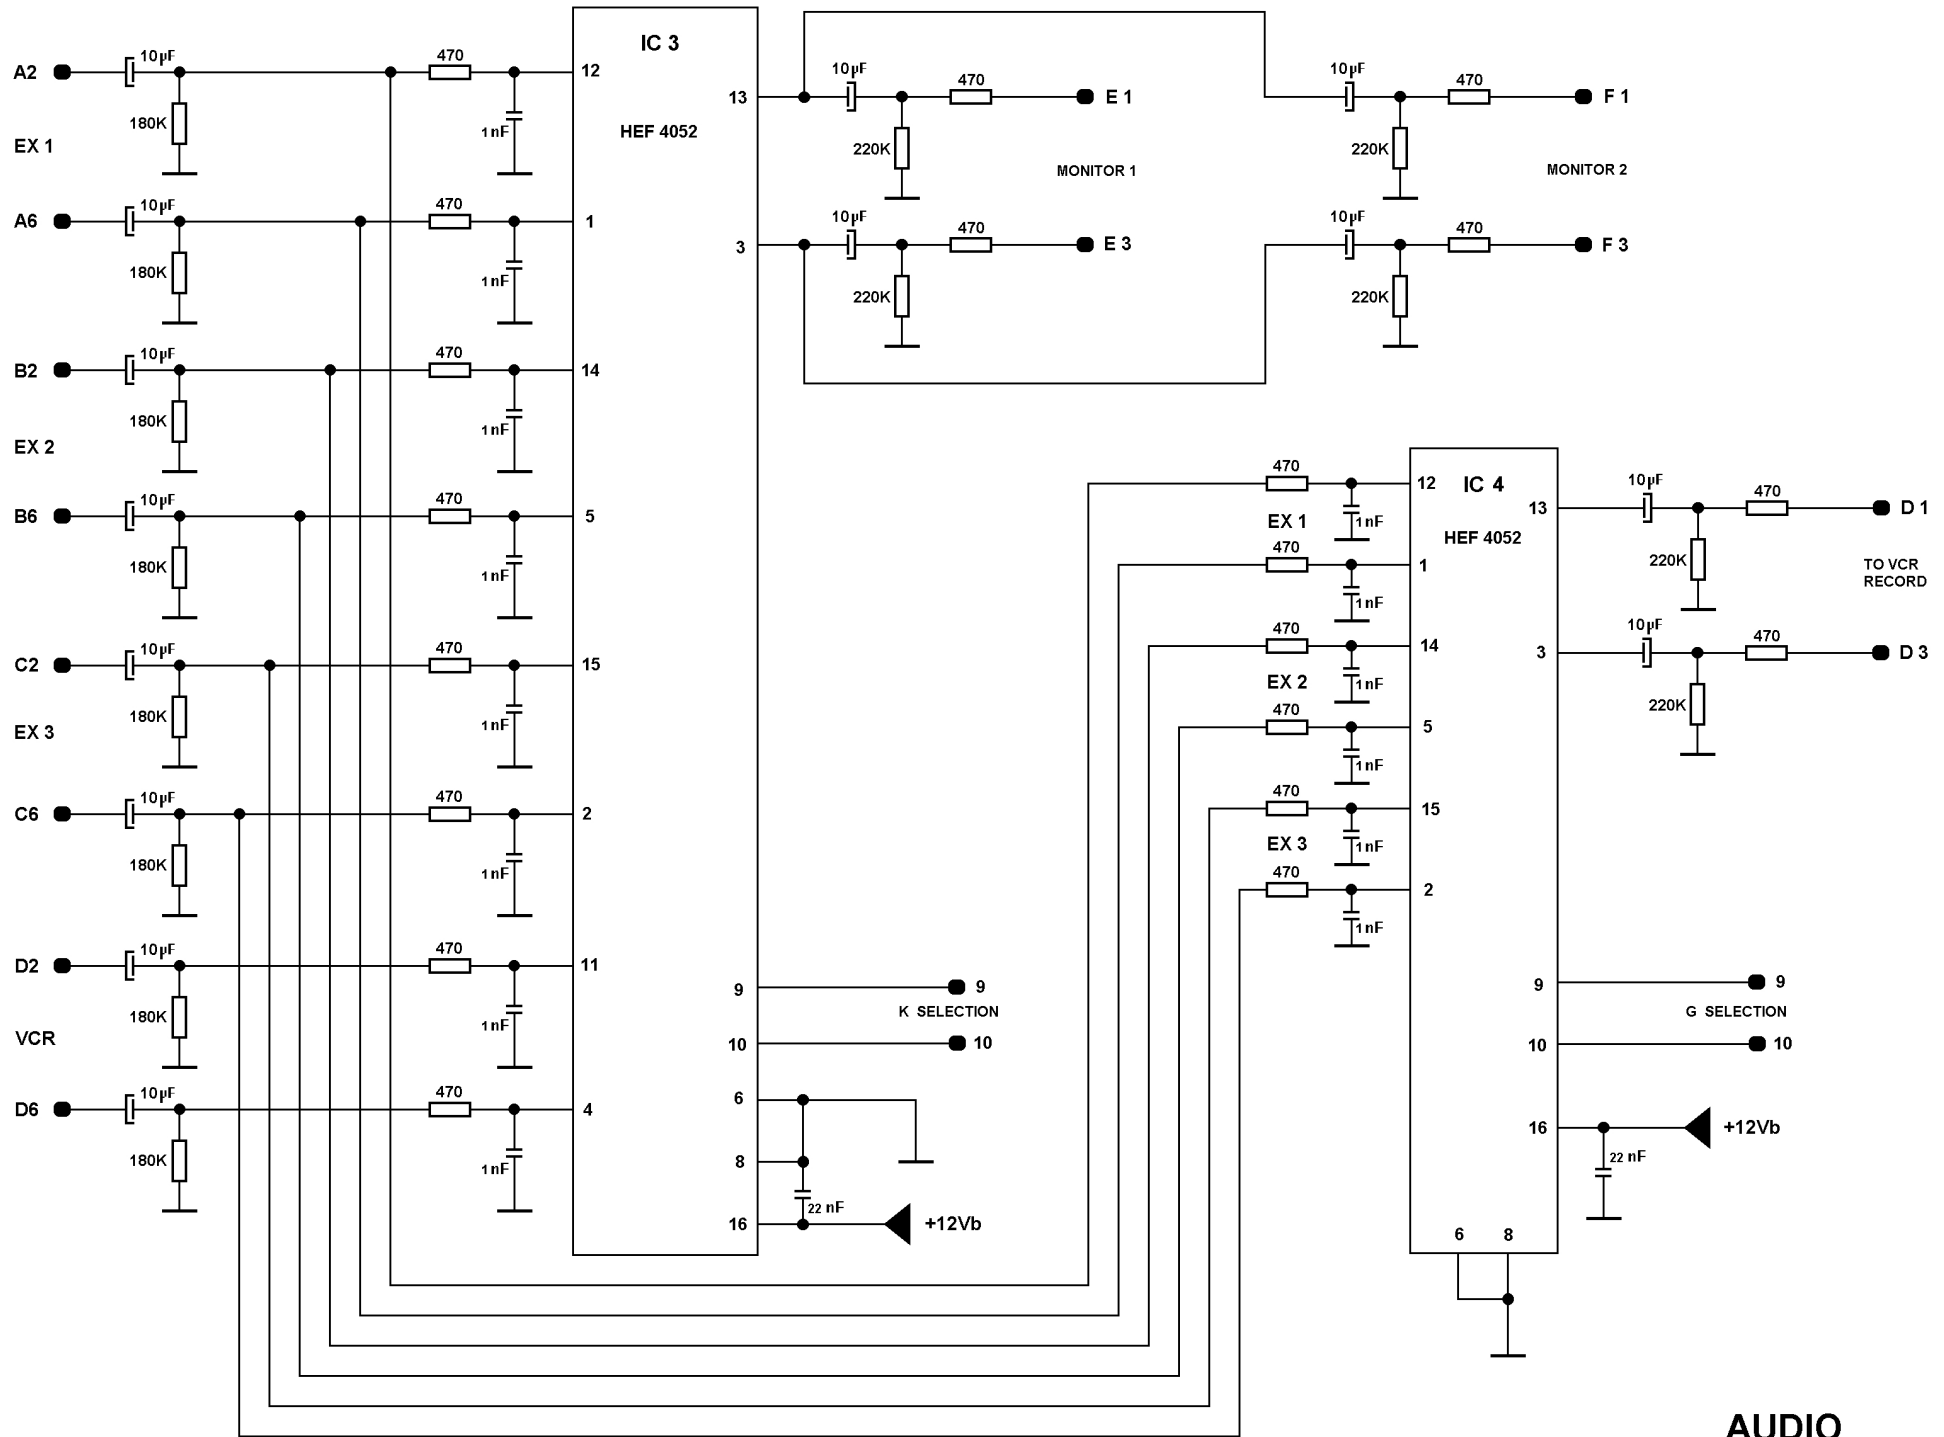 IC 3
HEF 4052
A2
10µF
470
12
180K
1nF
EX 1
A6
10µF
470
1
180K
1nF
B2
10µF
470
14
180K
1nF
EX 2
B6
10µF
470
5
180K
1nF
C2
10µF
470
15
180K
1nF
EX 3
C6
10µF
470
2
180K
1nF
D2
10µF
470
11
180K
1nF
VCR
D6
10µF
470
4
180K
1nF
13
10µF
470
E 1
220K
MONITOR 1
3
10µF
470
E 3
220K
10µF
470
F 1
220K
MONITOR 2
10µF
470
F 3
220K
9
9
K SELECTION
10
10
6
8
22 nF
16
+12Vb
IC 4
HEF 4052
470
12
1nF
EX 1
470
1
1nF
470
14
1nF
EX 2
470
5
1nF
470
15
1nF
EX 3
470
2
1nF
13
10µF
470
D 1
220K
TO VCR
RECORD
3
10µF
470
D 3
220K
9
9
G SELECTION
10
10
16
+12Vb
22 nF
6 8
AUDIO